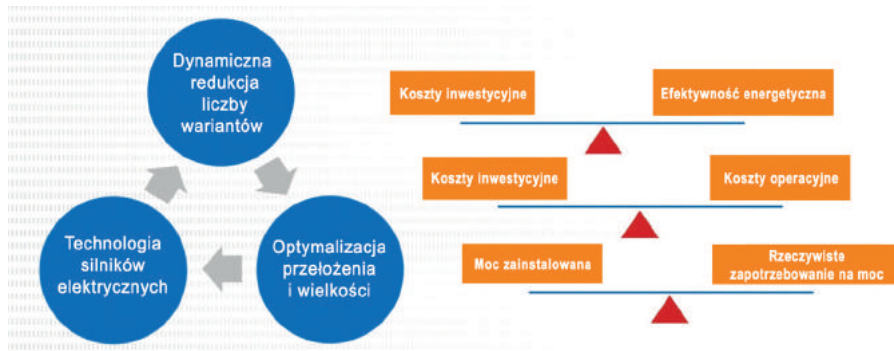 Dynamiczna
redukcja
liczby
wariantów
Technologia
silników
elektrycznych
Optymalizacja
przełożenia
i wielkości
Koszty inwestycyjne
Efektywność energetyczna
Koszty inwestycyjne
Koszty operacyjne
Moc zainstalowana
Rzeczywiste
zapotrzebowanie na moc